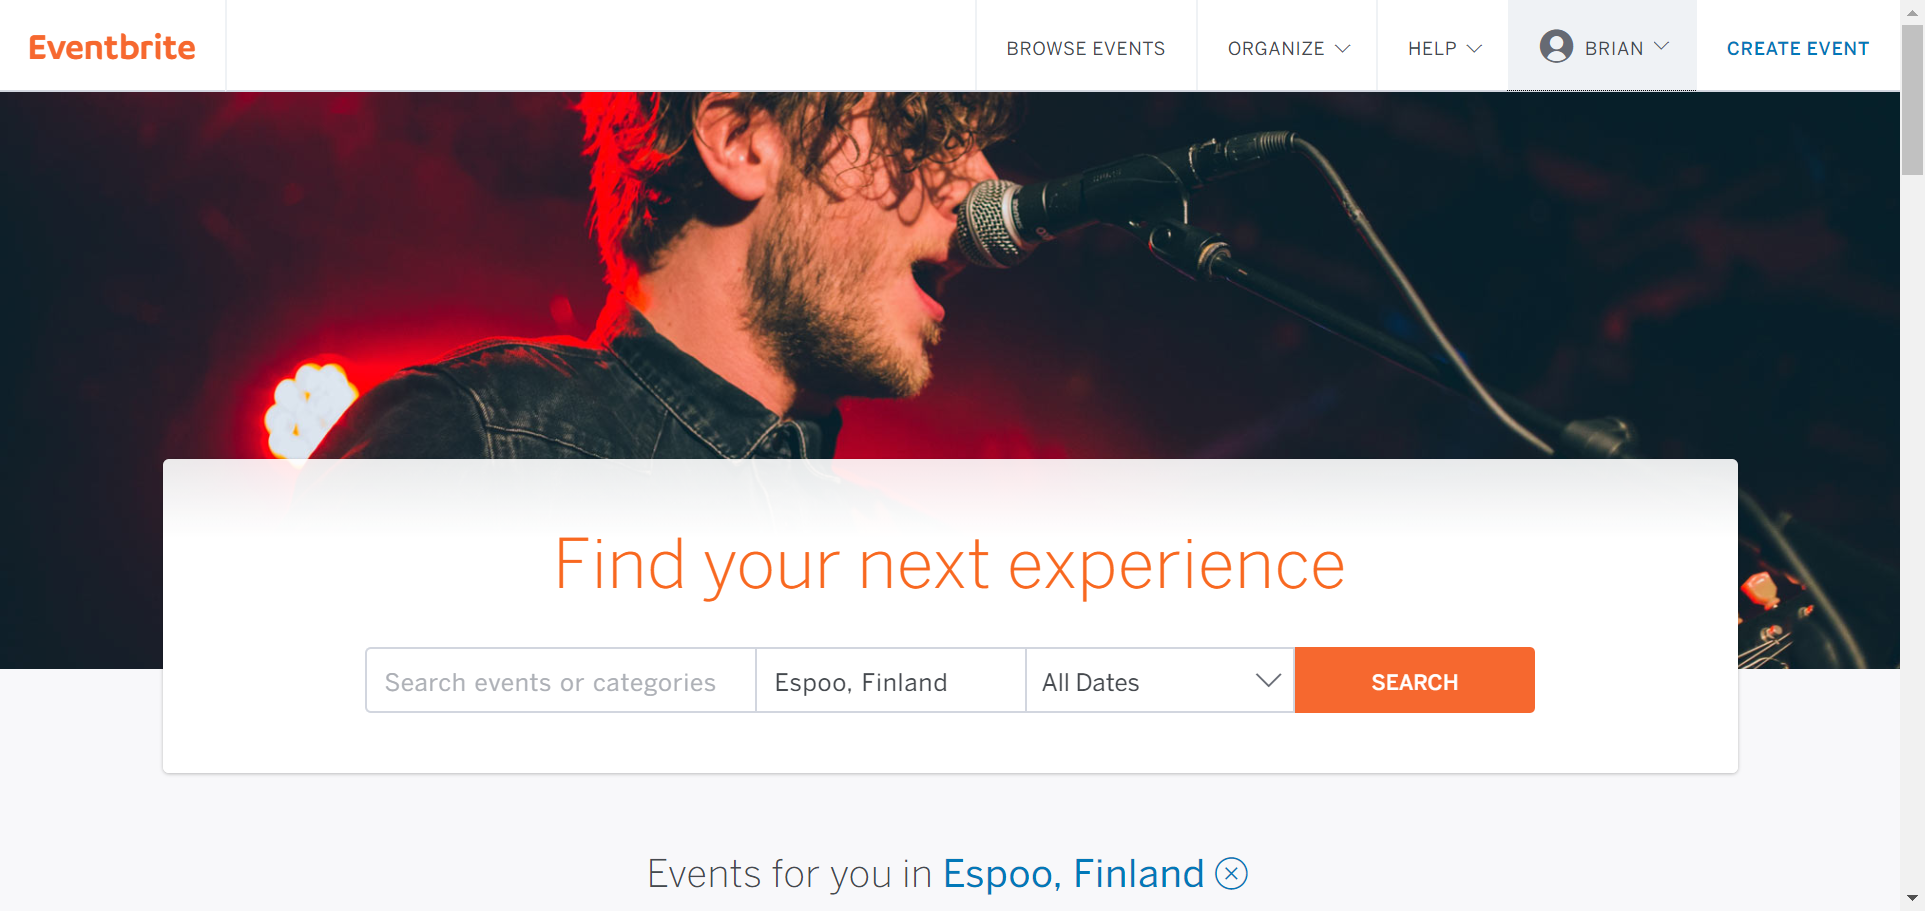 Eventbrite
BROWSE EVENTS
ORGANIZE
HELP
BRIAN
CREATE EVENT
Find your next experience
Search events or categories
Espoo, Finland
All Dates
SEARCH
Events for you in Espoo, Finland